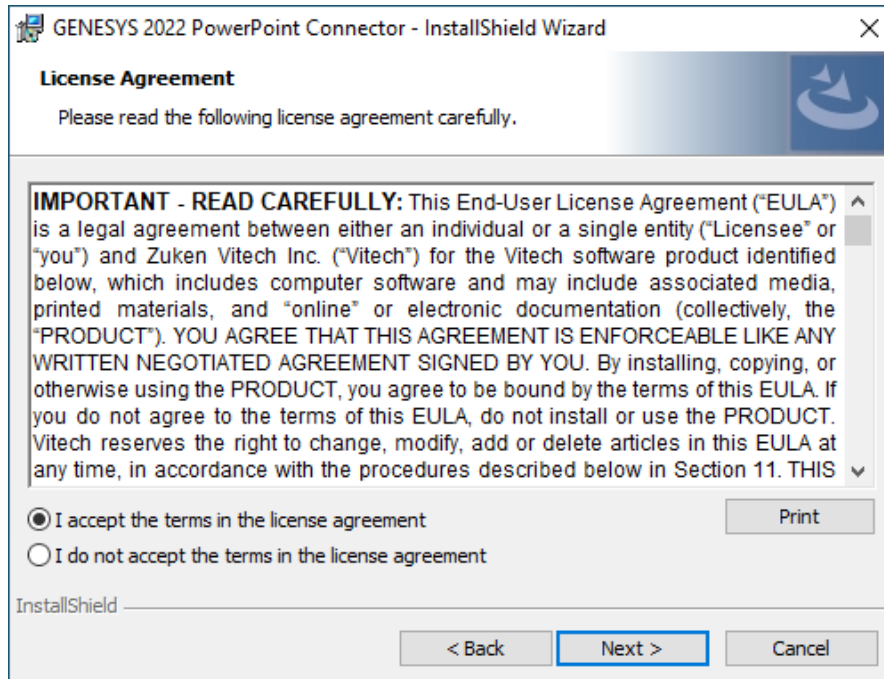 GENESYS 2022 PowerPoint Connector - InstallShield Wizard
License Agreement
Please read the following license agreement carefully.
IMPORTANT - READ CAREFULLY: This End-User License Agreement (“EULA”)
is a legal agreement between either an individual or a single entity (“Licensee” or
“you”) and Zuken Vitech Inc. (“Vitech”) for the Vitech software product identified
below, which includes computer software and may include associated media,
printed materials, and “online” or electronic documentation (collectively, the
“PRODUCT”). YOU AGREE THAT THIS AGREEMENT IS ENFORCEABLE LIKE ANY
WRITTEN NEGOTIATED AGREEMENT SIGNED BY YOU. By installing, copying, or
otherwise using the PRODUCT, you agree to be bound by the terms of this EULA. If
you do not agree to the terms of this EULA, do not install or use the PRODUCT.
Vitech reserves the right to change, modify, add or delete articles in this EULA at
any time, in accordance with the procedures described below in Section 11. THIS
I accept the terms in the license agreement
Print
I do not accept the terms in the license agreement
InstallShield
< Back
Next >
Cancel